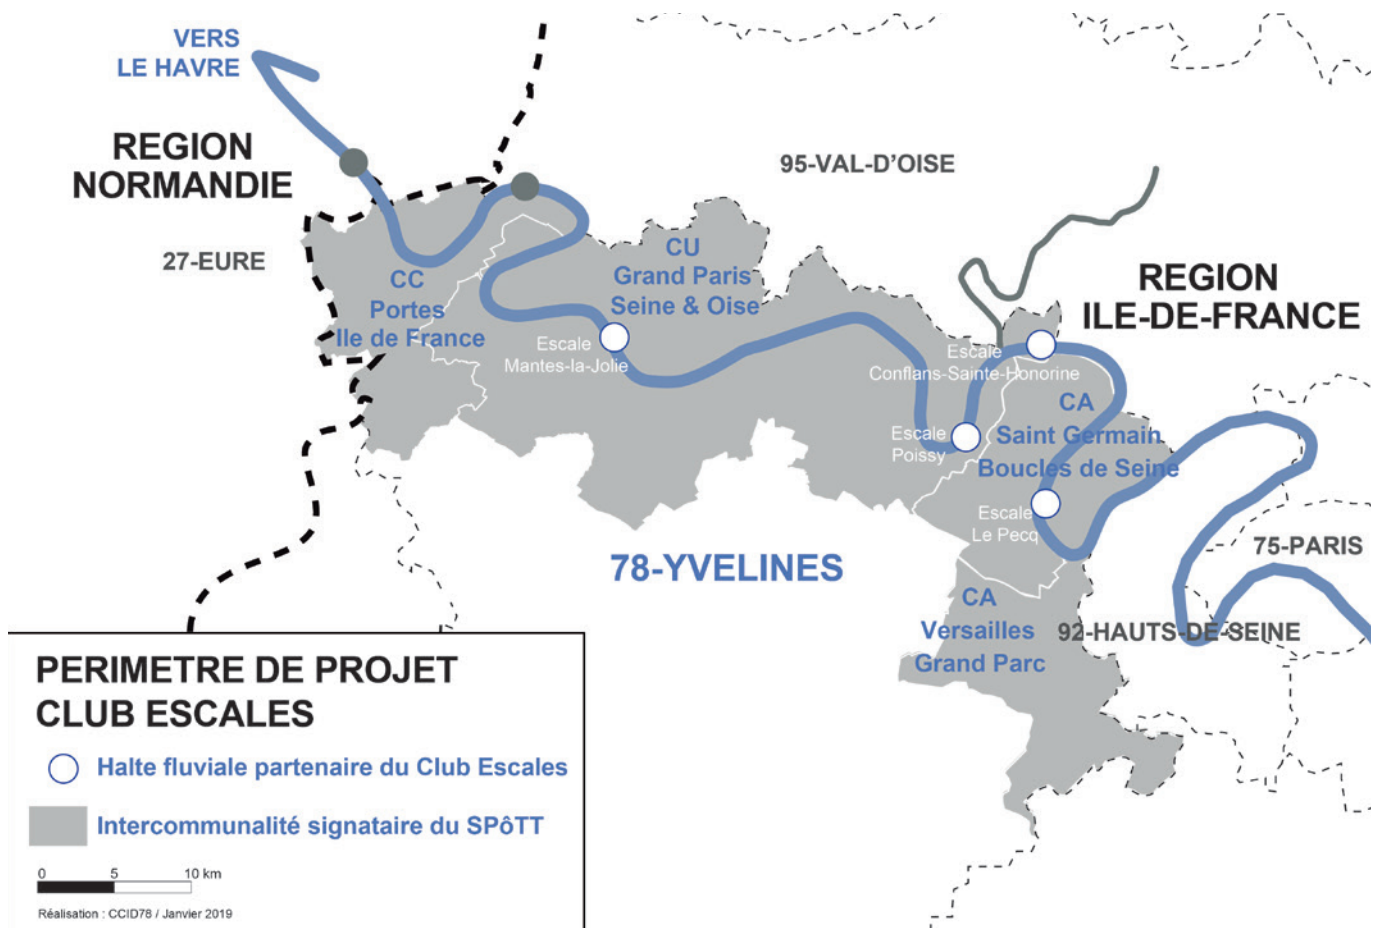 VERS
LE HAVRE
REGION
NORMANDIE
95-VAL-D'OISE
27-EURE
CC
Portes
Ile de France
CU
Grand Paris
Seine & Oise
REGION
ILE-DE-FRANCE
Escale
Mantes-la-Jolie
Escale
Conflans-Sainte-Honorine
CA
Saint Germain
Boucles de Seine
Escale
Poissy
Escale
Le Pecq
78-YVELINES
75-PARIS
CA
Versailles
Grand Parc
92-HAUTS-DE-SEINE
PERIMETRE DE PROJET
CLUB ESCALES
Halte fluviale partenaire du Club Escales
Intercommunalité signataire du SPôTT
0 5 10 km
Réalisation : CCID78 / Janvier 2019